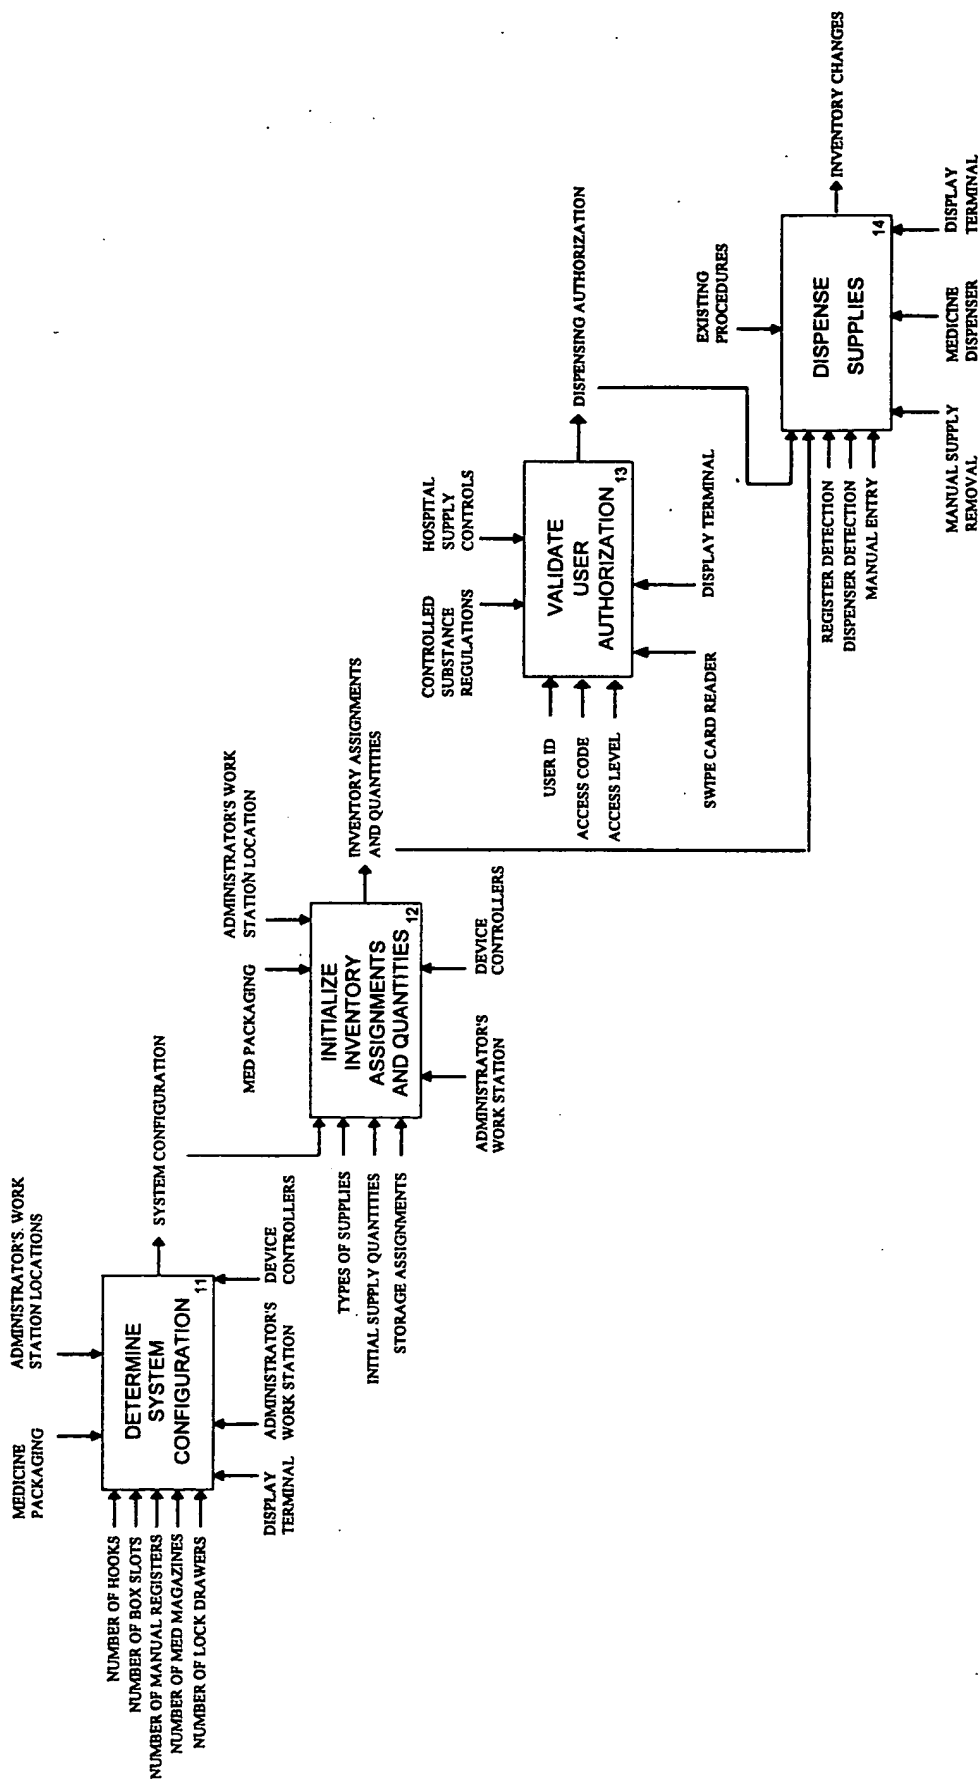 MEDICINE
PACKAGING
ADMINISTRATOR'S. WORK
STATION LOCATIONS
NUMBER OF HOOKS
NUMBER OF BOX SLOTS
NUMBER OF MANUAL REGISTERS
NUMBER OF MED MAGAZINES
NUMBER OF LOCK DRAWERS
DETERMINE
SYSTEM
CONFIGURATION
11
SYSTEM CONFIGURATION
DISPLAY
TERMINAL
ADMINISTRATOR'S
WORK STATION
DEVICE
CONTROLLERS
MED PACKAGING
ADMINISTRATOR'S WORK
STATION LOCATION
TYPES OF SUPPLIES
INITIAL SUPPLY QUANTITIES
STORAGE ASSIGNMENTS
INITIALIZE
INVENTORY
ASSIGNMENTS
AND QUANTITIES
12
INVENTORY ASSIGNMENTS
AND QUANTITIES
ADMINISTRATOR'S
WORK STATION
DEVICE
CONTROLLERS
CONTROLLED
SUBSTANCE
REGULATIONS
HOSPITAL
SUPPLY
CONTROLS
USER ID
ACCESS CODE
ACCESS LEVEL
VALIDATE
USER
AUTHORIZATION
13
DISPENSING AUTHORIZATION
SWIPE CARD READER
DISPLAY TERMINAL
EXISTING
PROCEDURES
REGISTER DETECTION
DISPENSER DETECTION
MANUAL ENTRY
DISPENSE
SUPPLIES
14
INVENTORY CHANGES
MANUAL SUPPLY
REMOVAL
MEDICINE
DISPENSER
DISPLAY
TERMINAL